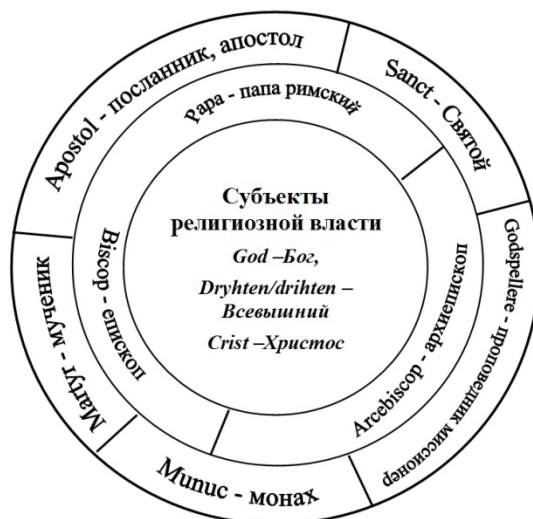 Apostol - посланник, апостол
Sanct - Святой
Papa - папа римский
Субъекты
религиозной власти
God –Бог,
Dryhten/drihten –
Всевышний
Crist –Христос
Biscop - епископ
Arcebiscop - архиепископ
Godspellere - проповедник миссионер
Martyr - мученик
Munuc - монах